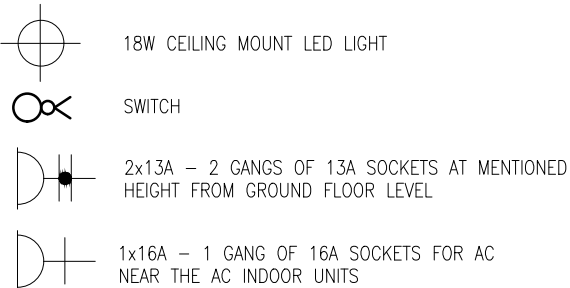 18W CEILING MOUNT LED LIGHT
SWITCH
2x13A – 2 GANGS OF 13A SOCKETS AT MENTIONED
HEIGHT FROM GROUND FLOOR LEVEL
1x16A – 1 GANG OF 16A SOCKETS FOR AC
NEAR THE AC INDOOR UNITS